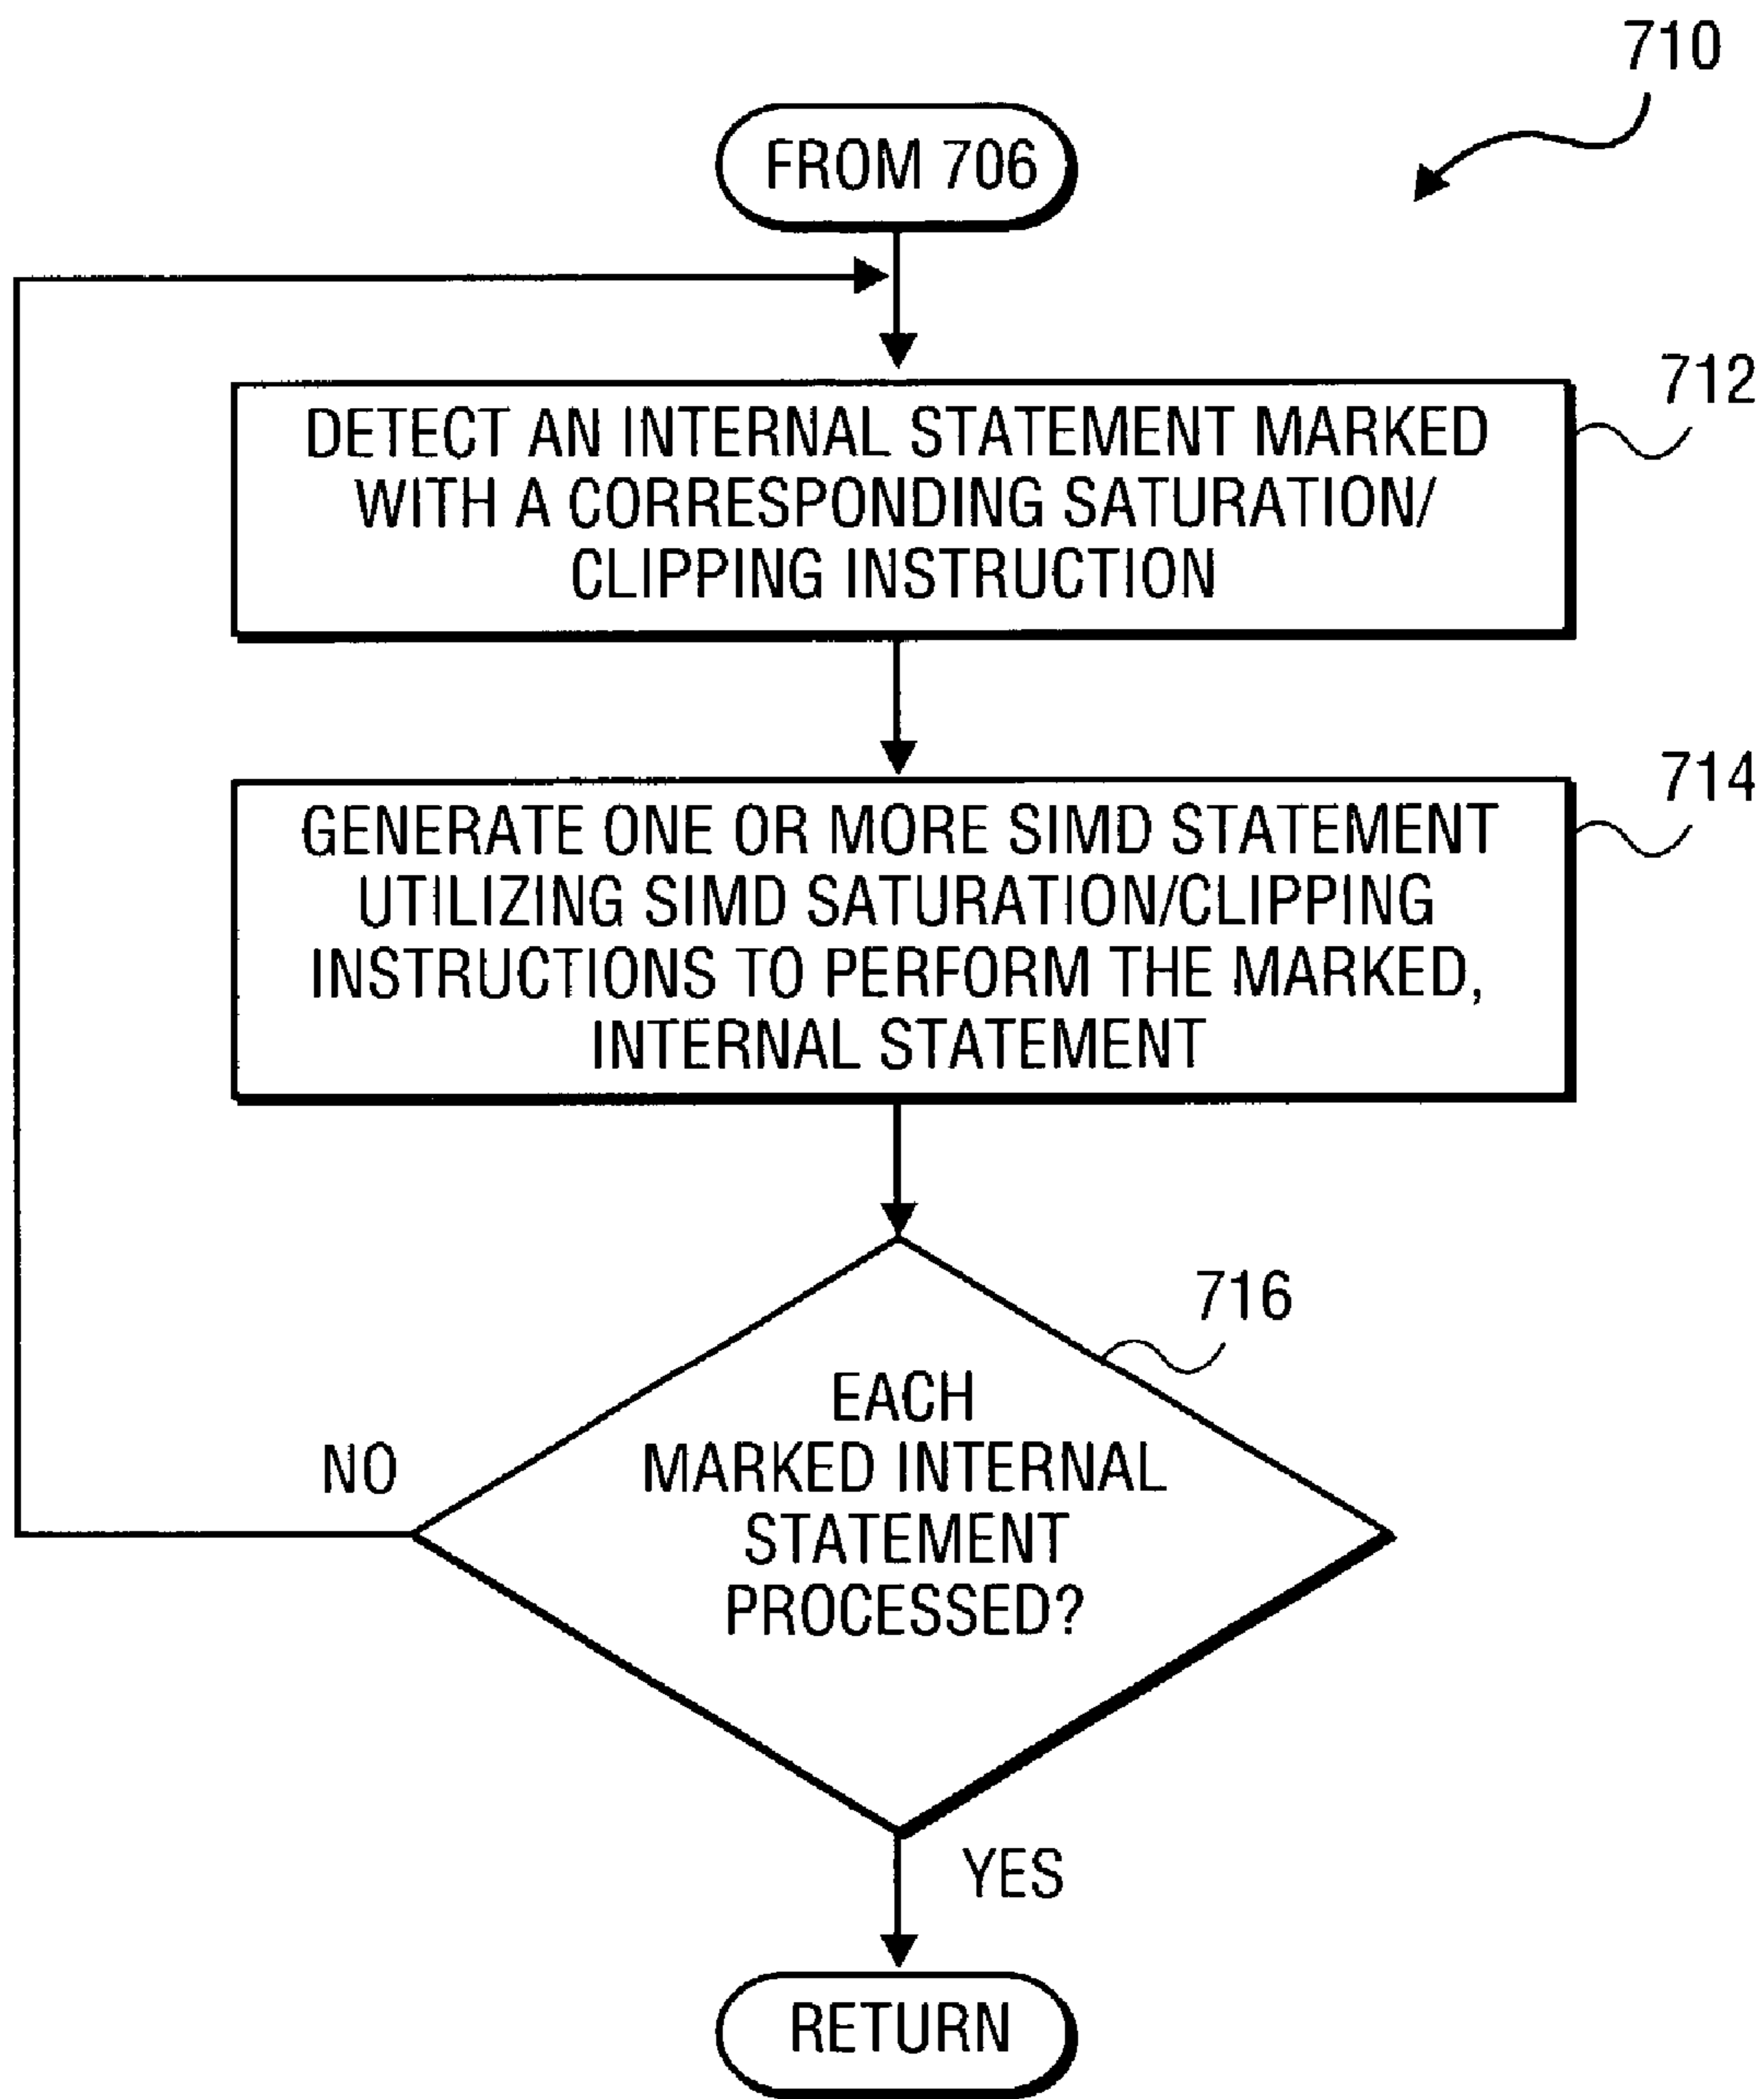 710
FROM 706
712
DETECT AN INTERNAL STATEMENT MARKED
WITH A CORRESPONDING SATURATION/
CLIPPING INSTRUCTION
714
GENERATE ONE OR MORE SIMD STATEMENT
UTILIZING SIMD SATURATION/CLIPPING
INSTRUCTIONS TO PERFORM THE MARKED,
INTERNAL STATEMENT
716
EACH
MARKED INTERNAL
STATEMENT
PROCESSED?
NO
YES
RETURN